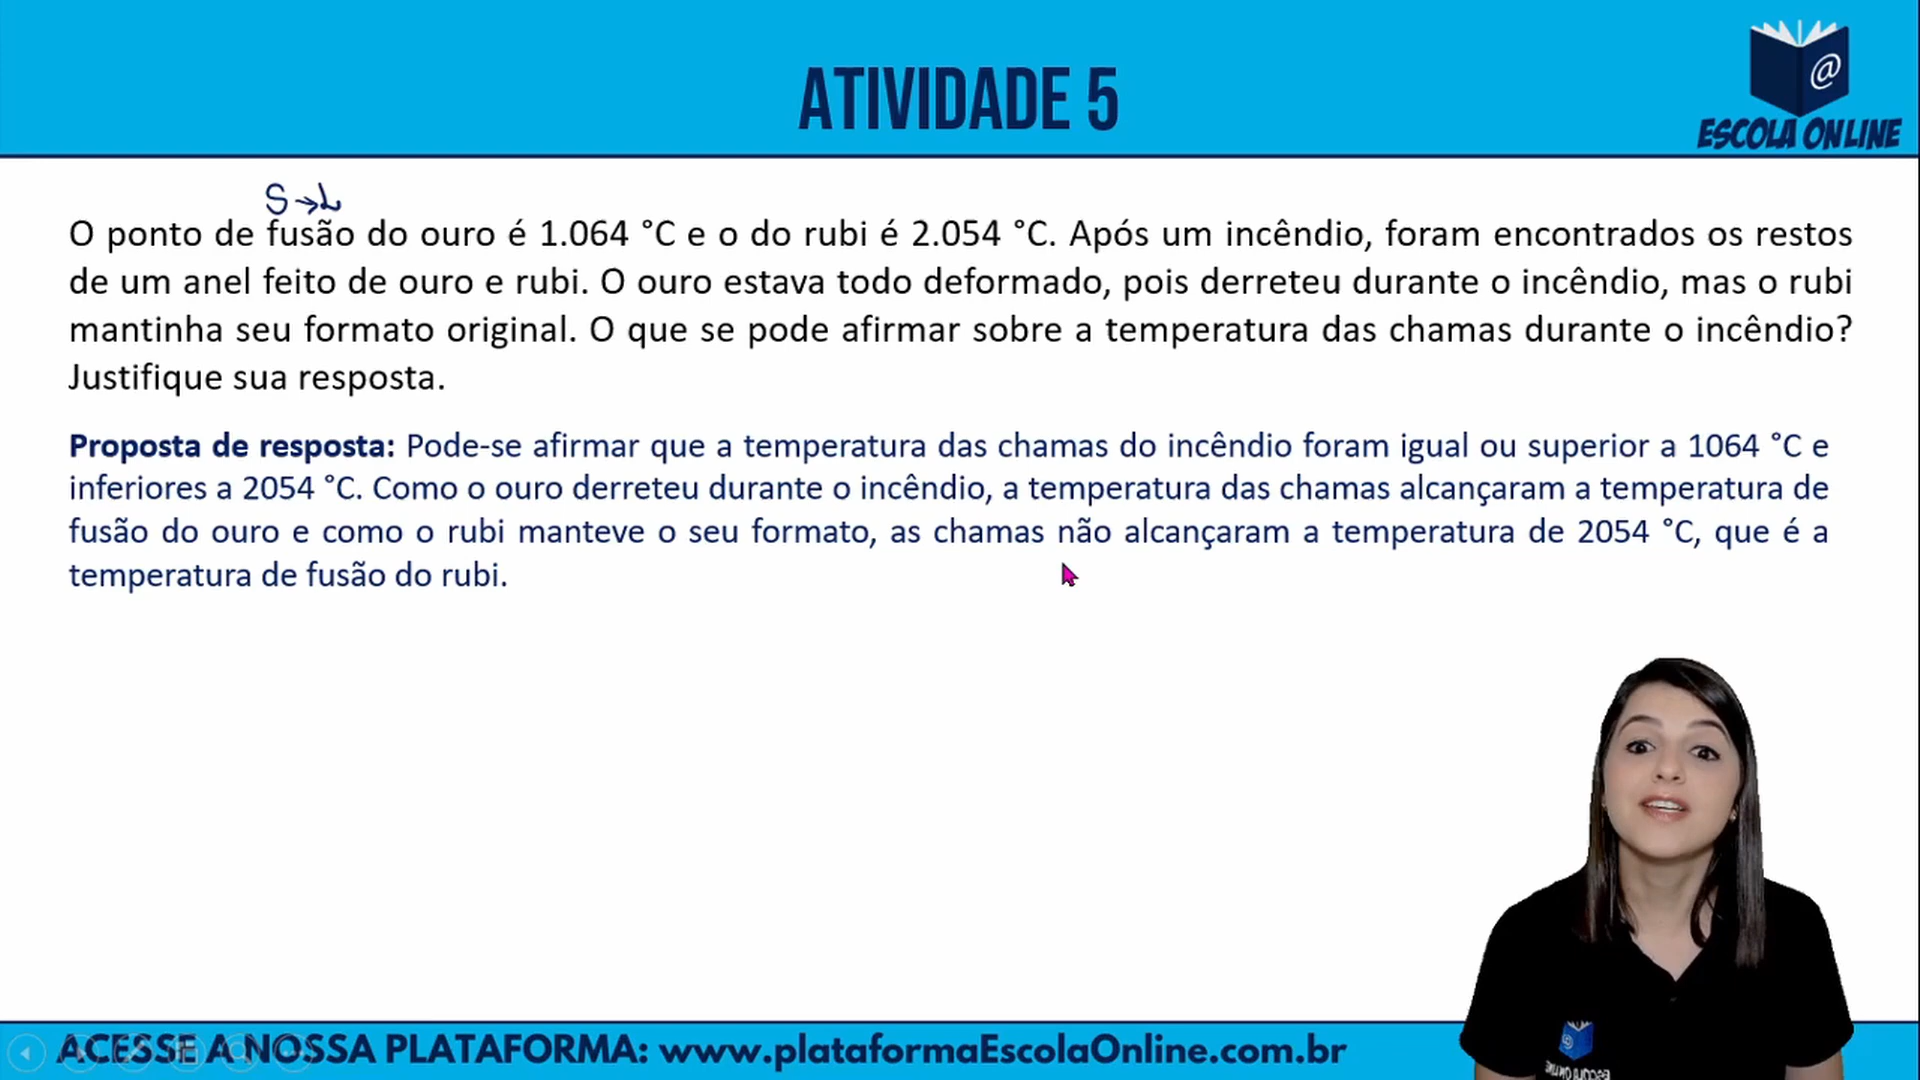 ATIVIDADE 5
@
ESCOLA ONLINE
S→L
O ponto de fusão do ouro é 1.064 °C e o do rubi é 2.054 °C. Após um incêndio, foram encontrados os restos
de um anel feito de ouro e rubi. O ouro estava todo deformado, pois derreteu durante o incêndio, mas o rubi
mantinha seu formato original. O que se pode afirmar sobre a temperatura das chamas durante o incêndio?
Justifique sua resposta.
Proposta de resposta: Pode-se afirmar que a temperatura das chamas do incêndio foram igual ou superior a 1064 °C e
inferiores a 2054 °C. Como o ouro derreteu durante o incêndio, a temperatura das chamas alcançaram a temperatura de
fusão do ouro e como o rubi manteve o seu formato, as chamas não alcançaram a temperatura de 2054 °C, que é a
temperatura de fusão do rubi.
@
ESCOLA ONLINE
ACESSE A NOSSA PLATAFORMA: www.plataformaEscolaOnline.com.br